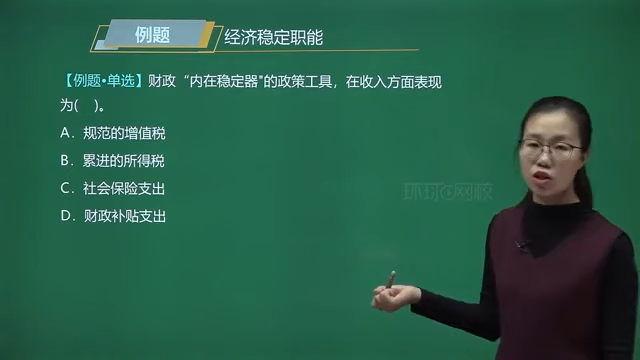 例题
经济稳定职能
【例题•单选】财政“内在稳定器"的政策工具，在收入方面表现
为(　)。
A．规范的增值税
B．累进的所得税
C．社会保险支出
D．财政补贴支出
环球网校